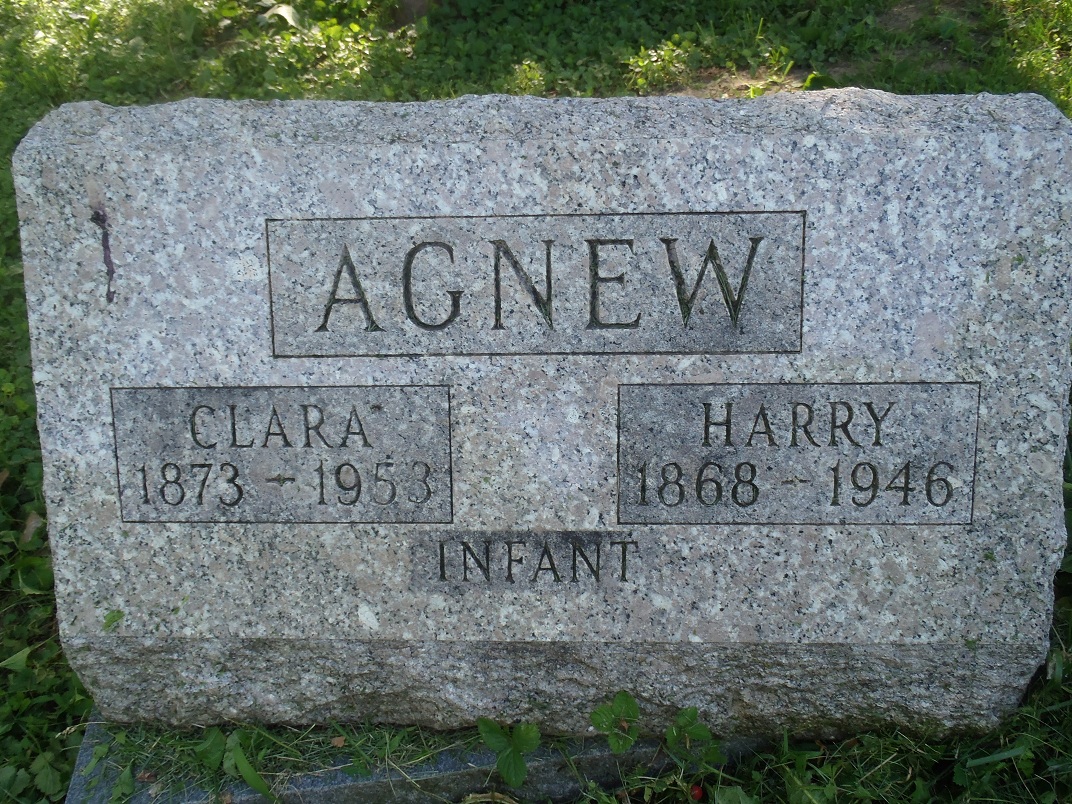 AGNEW
CLARA
1873 - 1953
HARRY
1868 - 1946
INFANT